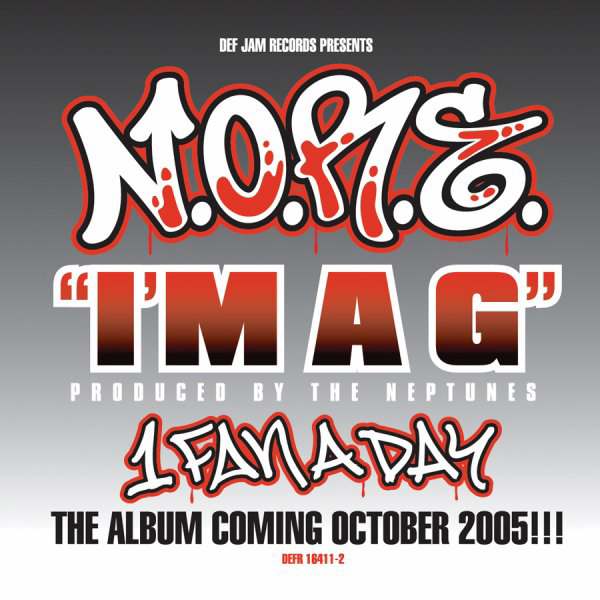 DEF JAM RECORDS PRESENTS
N.O.R.E.
"I'M A G"
PRODUCED BY THE NEPTUNES
1 FAN A DAY
THE ALBUM COMING OCTOBER 2005!!!
DEFR 16411-2